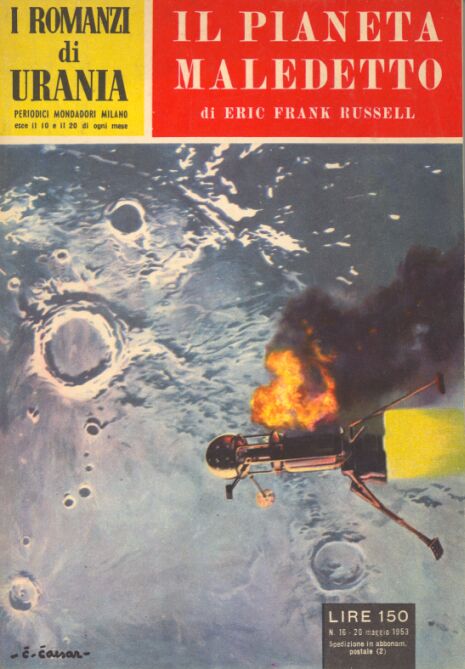 I ROMANZI
di
URANIA
PERIODICI MONDADORI MILANO
esce il 10 e il 20 di ogni mese
IL PIANETA
MALEDETTO
di ERIC FRANK RUSSELL
LIRE 150
N. 16 - 20 maggio 1953
Spedizione in abbonam.
postale (2)
- C - Caesar -